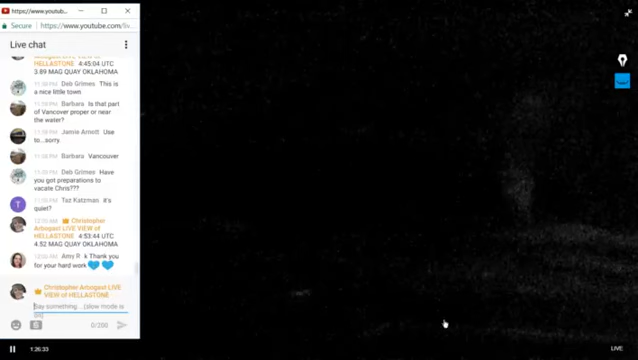 https://www.youtub...
Secure
https://www.youtube.com/liv...
Live chat
Arbogast LIVE VIEW of
HELLASTONE 4:45:04 UTC
3.89 MAG QUAY OKLAHOMA
Deb Grimes This is
a nice little town
11:59 PM Barbara Is that part
of Vancover proper or near
the water?
Jamie Armitt Use
to...sorry.
Barbara Vancouver
Deb Grimes Have
you got preparations to
vacate Chris???
Taz Katzman it's
quiet?
Christopher
Arbogast LIVE VIEW of
HELLASTONE 4:53:44 UTC
4.52 MAG QUAY OKLAHOMA
Amy R k Thank you
for your hard work
Christopher Arbogast LIVE
VIEW of HELLASTONE
Say something... (slow mode is
0/200
1:26:33
LIVE